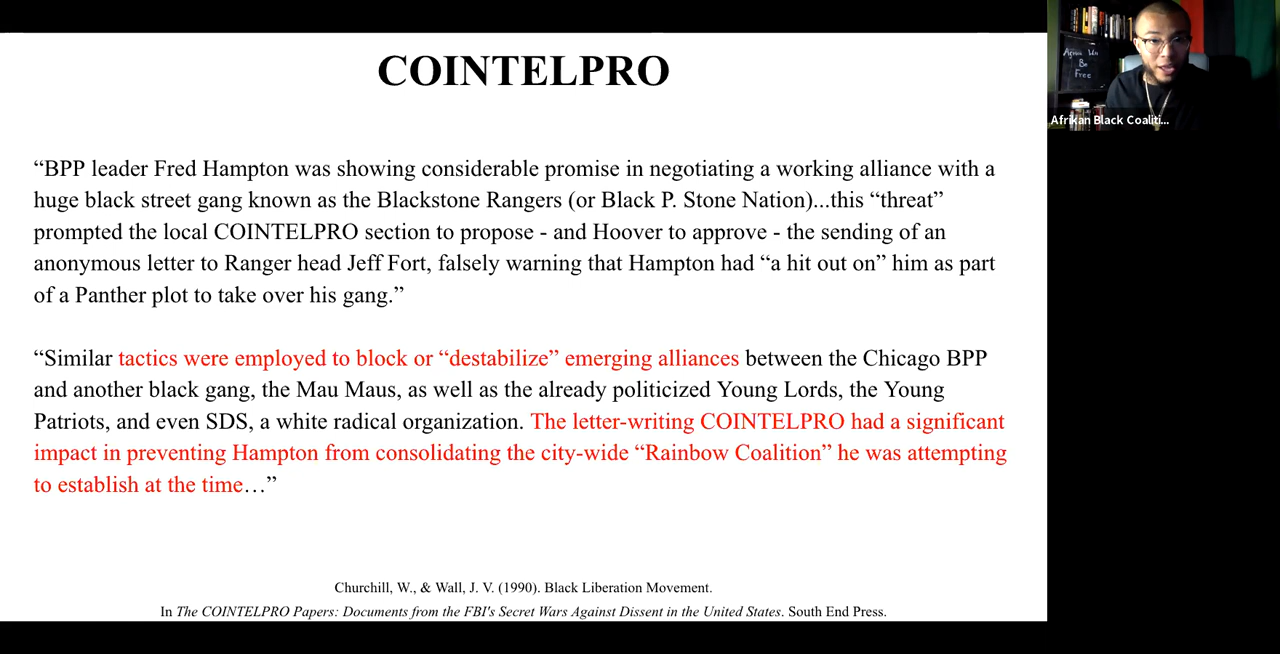 COINTELPRO
“BPP leader Fred Hampton was showing considerable promise in negotiating a working alliance with a
huge black street gang known as the Blackstone Rangers (or Black P. Stone Nation)...this “threat”
prompted the local COINTELPRO section to propose - and Hoover to approve - the sending of an
anonymous letter to Ranger head Jeff Fort, falsely warning that Hampton had “a hit out on” him as part
of a Panther plot to take over his gang.”
“Similar tactics were employed to block or “destabilize” emerging alliances between the Chicago BPP
and another black gang, the Mau Maus, as well as the already politicized Young Lords, the Young
Patriots, and even SDS, a white radical organization. The letter-writing COINTELPRO had a significant
impact in preventing Hampton from consolidating the city-wide “Rainbow Coalition” he was attempting
to establish at the time…”
Churchill, W., & Wall, J. V. (1990). Black Liberation Movement.
In The COINTELPRO Papers: Documents from the FBI's Secret Wars Against Dissent in the United States. South End Press.
Be
Free
Afrikan Black Coaliti...